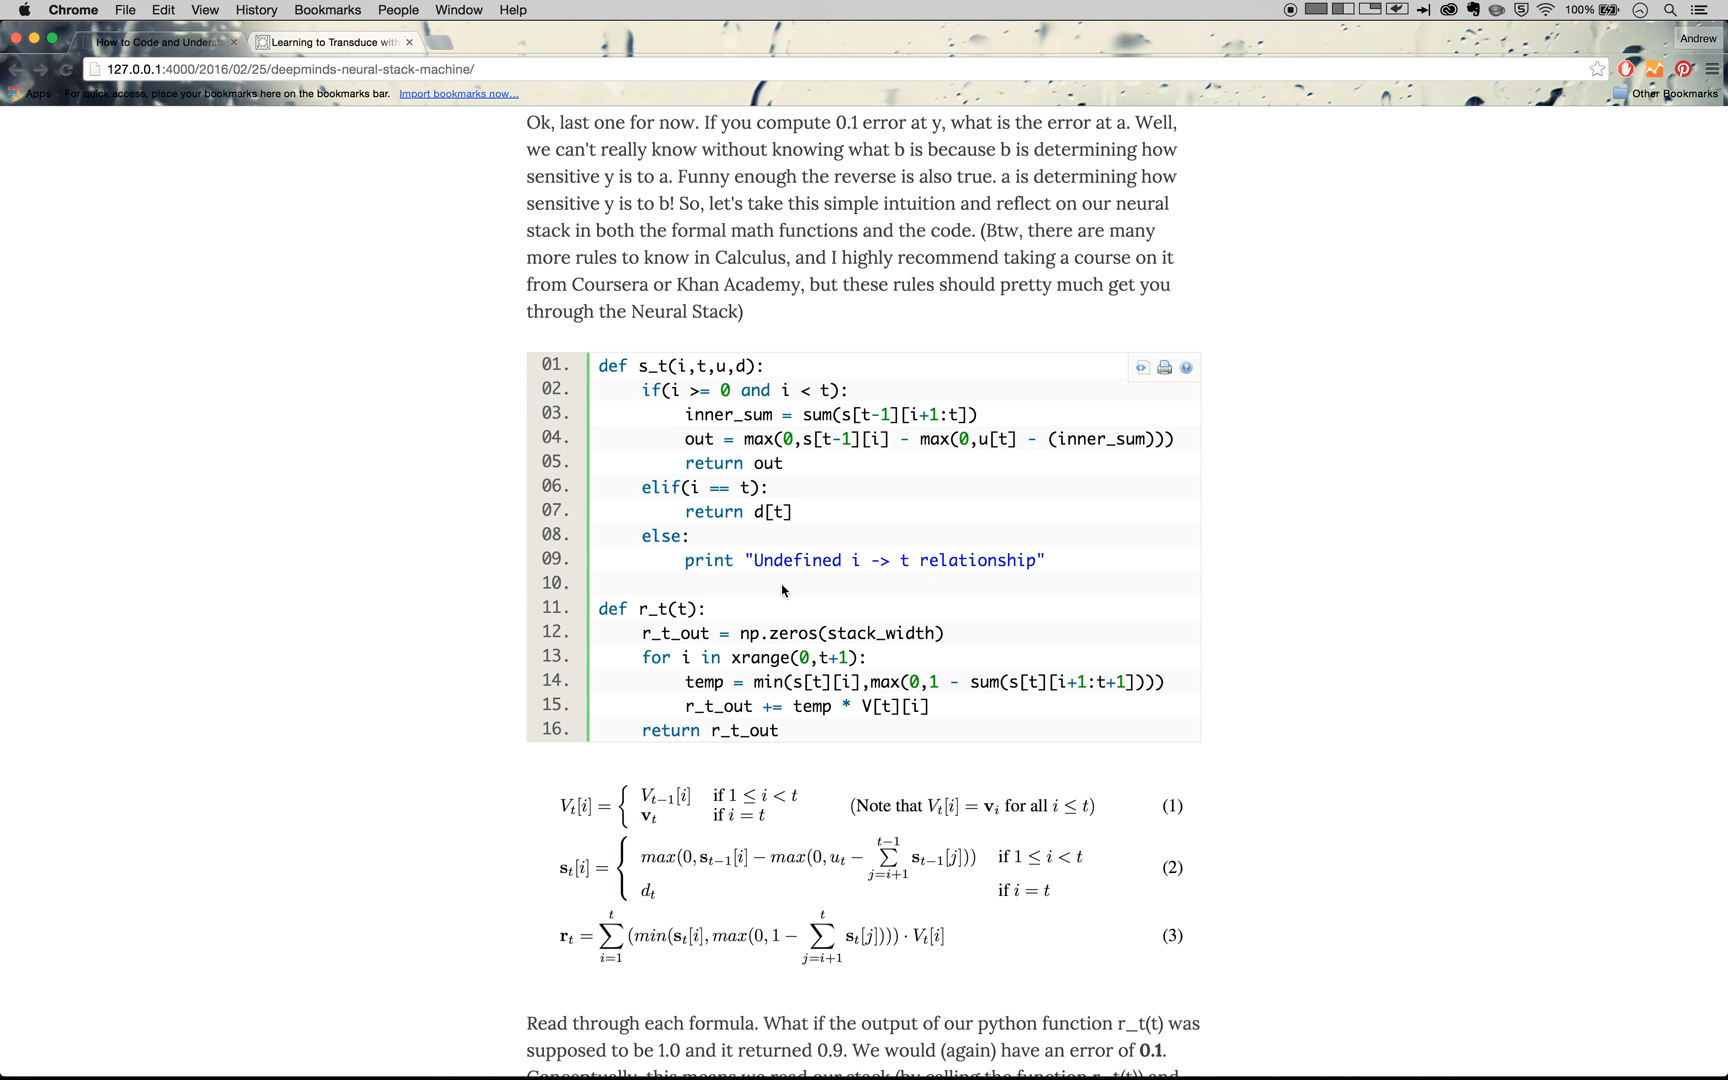 Chrome File Edit View History Bookmarks People Window Help 100%
How to Code and Underst Learning to Transduce with Andrew
127.0.0.1:4000/2016/02/25/deepminds-neural-stack-machine/
Apps For quick access, place your bookmarks here on the bookmarks bar. Import bookmarks now... Other Bookmarks
Ok, last one for now. If you compute 0.1 error at y, what is the error at a. Well,
we can't really know without knowing what b is because b is determining how
sensitive y is to a. Funny enough the reverse is also true. a is determining how
sensitive y is to b! So, let's take this simple intuition and reflect on our neural
stack in both the formal math functions and the code. (Btw, there are many
more rules to know in Calculus, and I highly recommend taking a course on it
from Coursera or Khan Academy, but these rules should pretty much get you
through the Neural Stack)
01. def s_t(i,t,u,d):
02. if(i >= 0 and i < t):
03. inner_sum = sum(s[t-1][i+1:t])
04. out = max(0,s[t-1][i] - max(0,u[t] - (inner_sum)))
05. return out
06. elif(i == t):
07. return d[t]
08. else:
09. print "Undefined i -> t relationship"
10.
11. def r_t(t):
12. r_t_out = np.zeros(stack_width)
13. for i in xrange(0,t+1):
14. temp = min(s[t][i],max(0,1 - sum(s[t][i+1:t+1])))
15. r_t_out += temp * V[t][i]
16. return r_t_out
V_t[i] = { V_{t−1}[i] if 1 ≤ i < t (Note that V_t[i] = v_i for all i ≤ t) (1)
v_t if i = t
s_t[i] = { max(0, s_{t−1}[i] − max(0, u_t − ∑_{j=i+1}^{t−1} s_{t−1}[j])) if 1 ≤ i < t (2)
d_t if i = t
r_t = ∑_{i=1}^{t} (min(s_t[i], max(0, 1 − ∑_{j=i+1}^{t} s_t[j]))) · V_t[i] (3)
Read through each formula. What if the output of our python function r_t(t) was
supposed to be 1.0 and it returned 0.9. We would (again) have an error of 0.1.
Conceptually, this means we read our stack (by calling the function r_t(t)) and